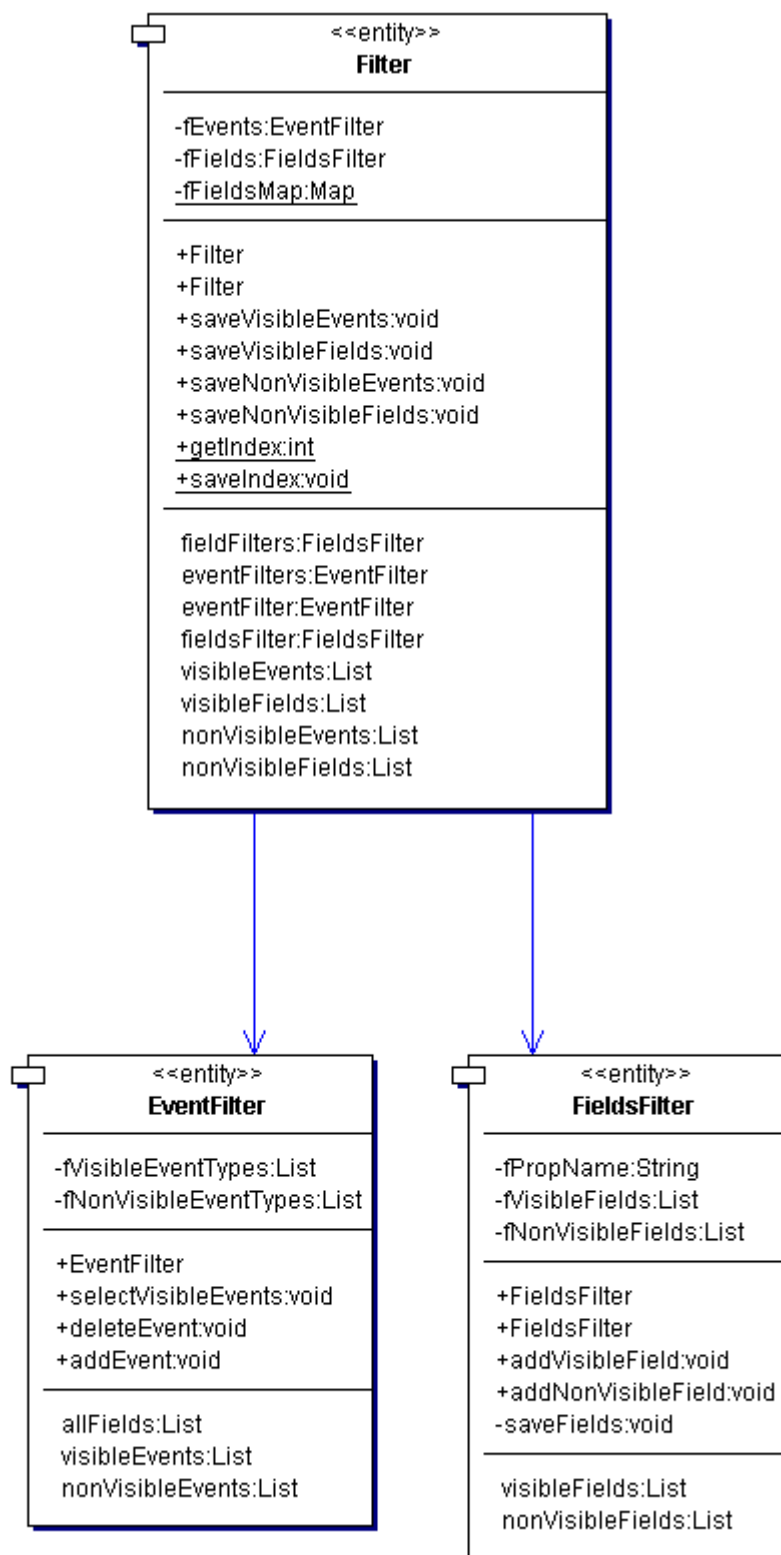 <<entity>>
Filter
-fEvents:EventFilter
-fFields:FieldsFilter
-fFieldsMap:Map
+Filter
+Filter
+saveVisibleEvents:void
+saveVisibleFields:void
+saveNonVisibleEvents:void
+saveNonVisibleFields:void
+getIndex:int
+saveIndex:void
fieldFilters:FieldsFilter
eventFilters:EventFilter
eventFilter:EventFilter
fieldsFilter:FieldsFilter
visibleEvents:List
visibleFields:List
nonVisibleEvents:List
nonVisibleFields:List
<<entity>>
EventFilter
-fVisibleEventTypes:List
-fNonVisibleEventTypes:List
+EventFilter
+selectVisibleEvents:void
+deleteEvent:void
+addEvent:void
allFields:List
visibleEvents:List
nonVisibleEvents:List
<<entity>>
FieldsFilter
-fPropName:String
-fVisibleFields:List
-fNonVisibleFields:List
+FieldsFilter
+FieldsFilter
+addVisibleField:void
+addNonVisibleField:void
-saveFields:void
visibleFields:List
nonVisibleFields:List